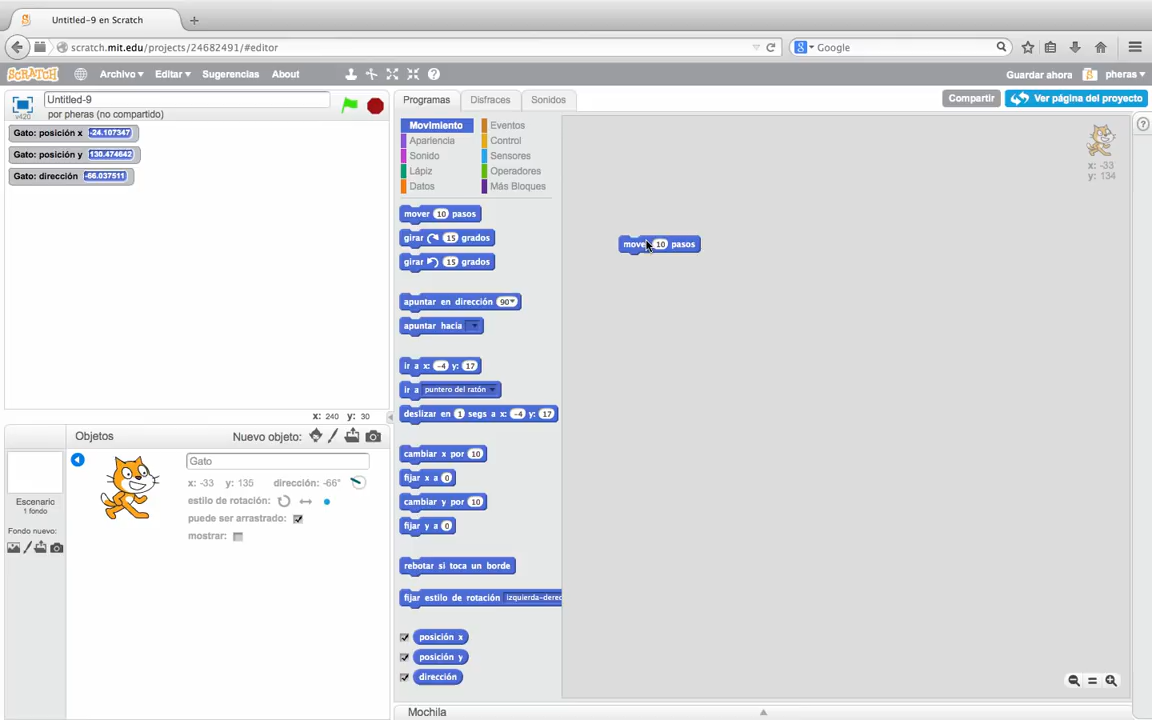 Untitled-9 en Scratch
scratch.mit.edu/projects/24682491/#editor
Google
SCRATCH
Archivo
Editar
Sugerencias
About
Guardar ahora
pheras
Untitled-9
por pheras (no compartido)
v420
Programas
Disfraces
Sonidos
Compartir
Ver página del proyecto
Gato: posición x -24.107347
Gato: posición y 130.474642
Gato: dirección -66.037511
Movimiento
Apariencia
Sonido
Lápiz
Datos
Eventos
Control
Sensores
Operadores
Más Bloques
mover 10 pasos
girar 15 grados
girar 15 grados
apuntar en dirección 90
apuntar hacia
ir a x: -4 y: 17
ir a puntero del ratón
deslizar en 1 segs a x: -4 y: 17
cambiar x por 10
fijar x a 0
cambiar y por 10
fijar y a 0
rebotar si toca un borde
fijar estilo de rotación izquierda-derec
posición x
posición y
dirección
mover 10 pasos
x: -33
y: 134
x: 240 y: 30
Objetos
Nuevo objeto:
Escenario
1 fondo
Fondo nuevo:
Gato
x: -33 y: 135 dirección: -66°
estilo de rotación:
puede ser arrastrado:
mostrar:
Mochila